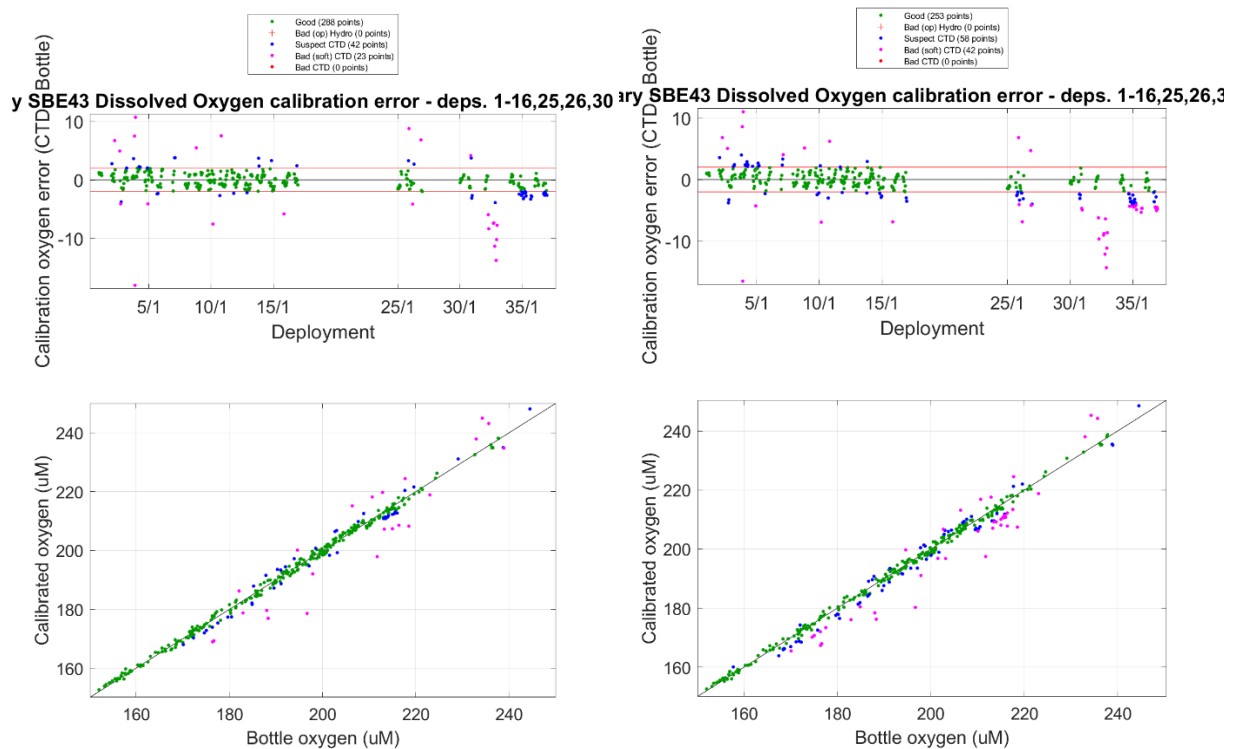 Good (288 points)
Bad (op) Hydro (0 points)
Suspect CTD (42 points)
Bad (soft) CTD (23 points)
Bad CTD (0 points)
y SBE43 Dissolved Oxygen calibration error - deps. 1-16,25,26,30
Calibration oxygen error (CTD Bottle)
10
0
-10
5/1
10/1
15/1
25/1
30/1
35/1
Deployment
Calibrated oxygen (uM)
240
220
200
180
160
160
180
200
220
240
Bottle oxygen (uM)
Good (253 points)
Bad (op) Hydro (0 points)
Suspect CTD (58 points)
Bad (soft) CTD (42 points)
Bad CTD (0 points)
ary SBE43 Dissolved Oxygen calibration error - deps. 1-16,25,26,3
Calibration oxygen error (CTD Bottle)
10
0
-10
5/1
10/1
15/1
25/1
30/1
35/1
Deployment
Calibrated oxygen (uM)
240
220
200
180
160
160
180
200
220
240
Bottle oxygen (uM)